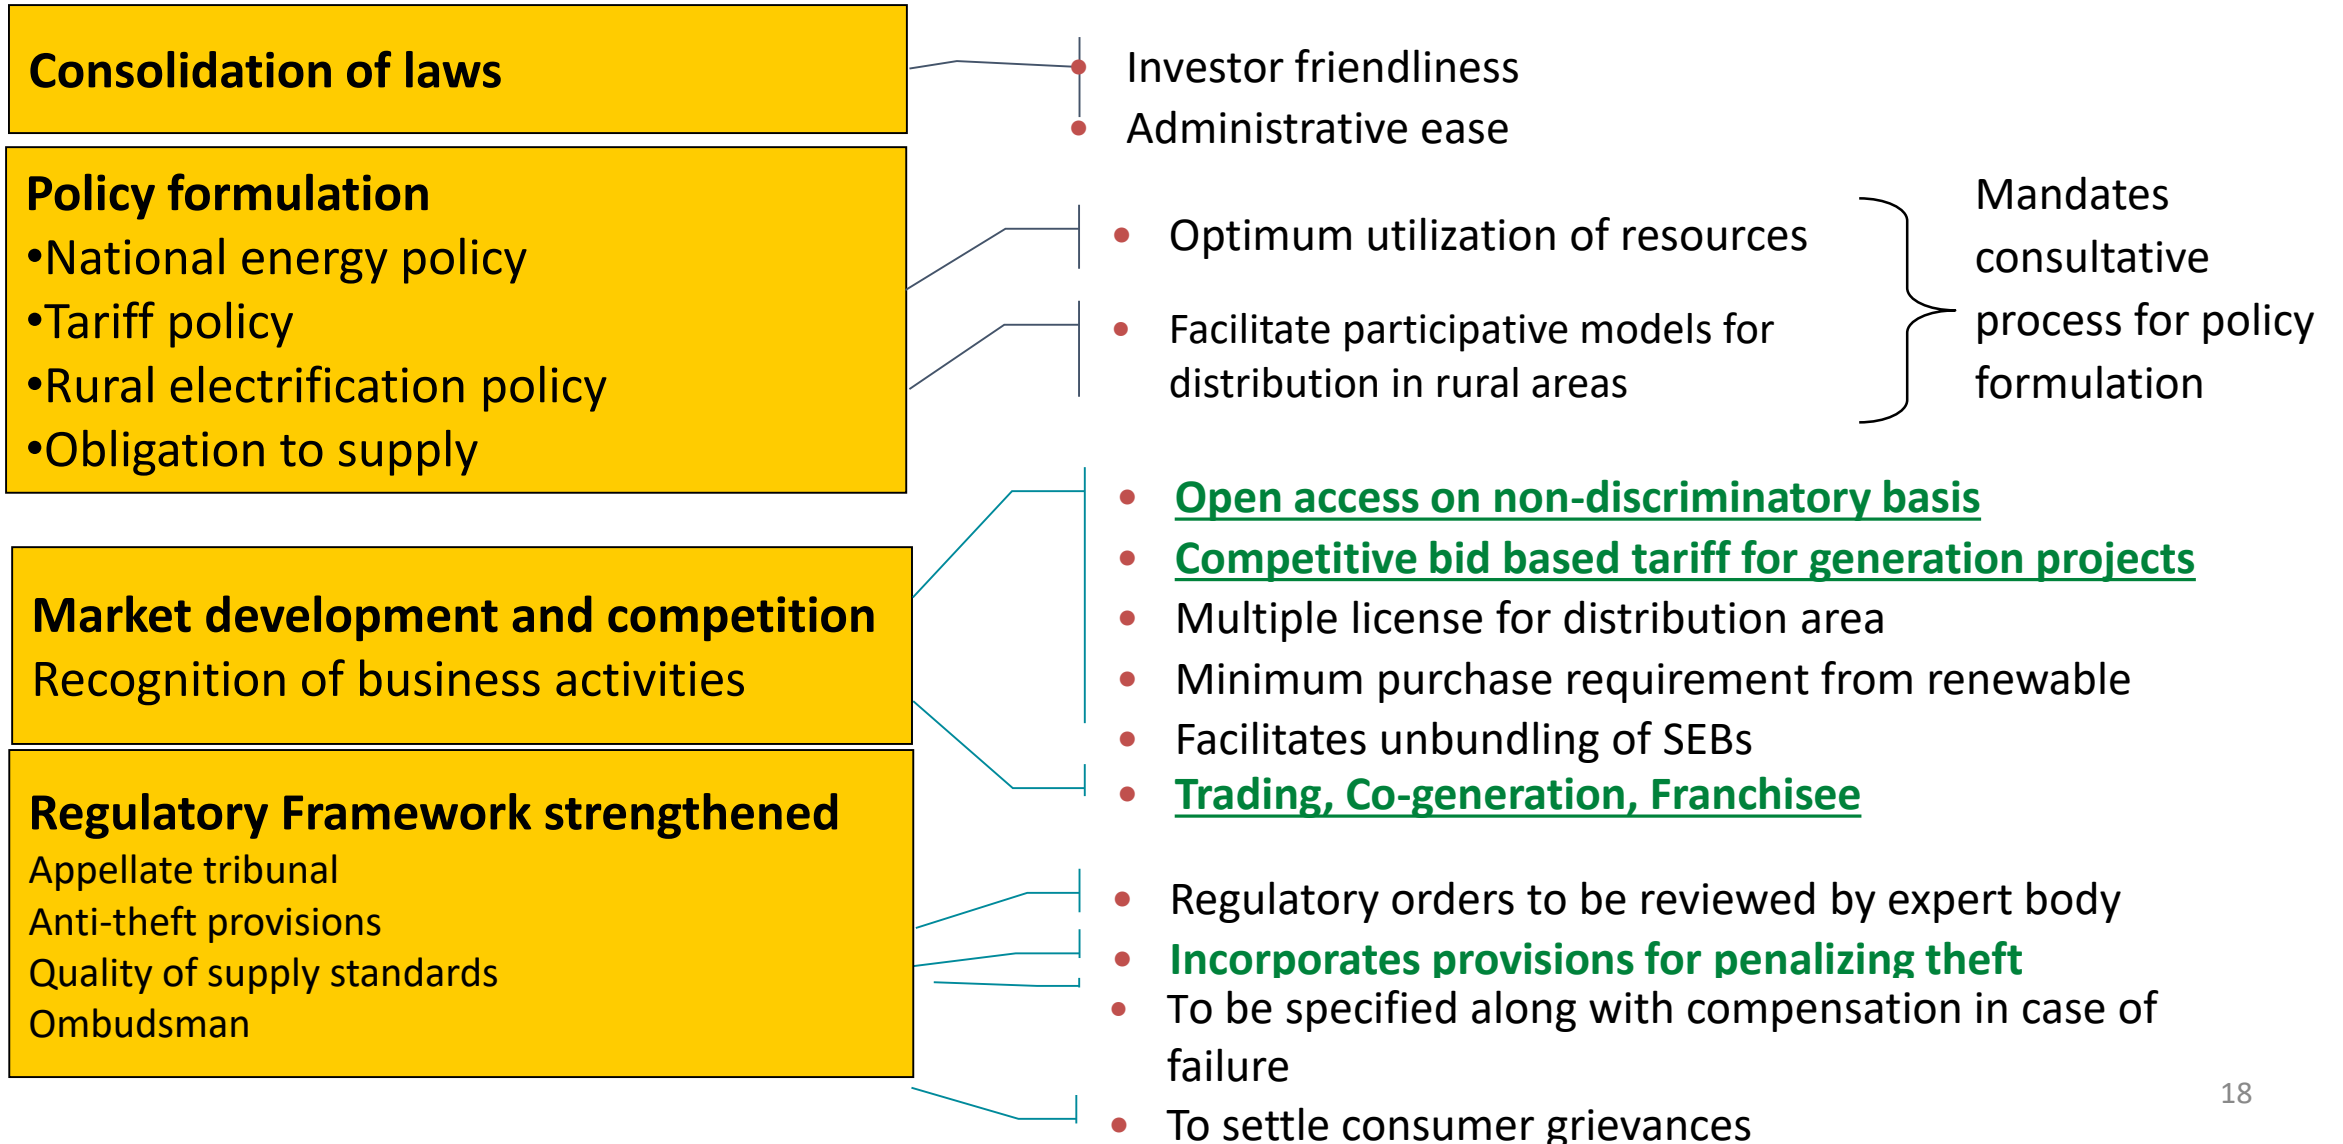 Consolidation of laws
• Investor friendliness
• Administrative ease
Policy formulation
•National energy policy
•Tariff policy
•Rural electrification policy
•Obligation to supply
• Optimum utilization of resources
• Facilitate participative models for
distribution in rural areas
Mandates
consultative
process for policy
formulation
Market development and competition
Recognition of business activities
• Open access on non-discriminatory basis
• Competitive bid based tariff for generation projects
• Multiple license for distribution area
• Minimum purchase requirement from renewable
• Facilitates unbundling of SEBs
• Trading, Co-generation, Franchisee
Regulatory Framework strengthened
Appellate tribunal
Anti-theft provisions
Quality of supply standards
Ombudsman
• Regulatory orders to be reviewed by expert body
• Incorporates provisions for penalizing theft
• To be specified along with compensation in case of
failure
• To settle consumer grievances
18